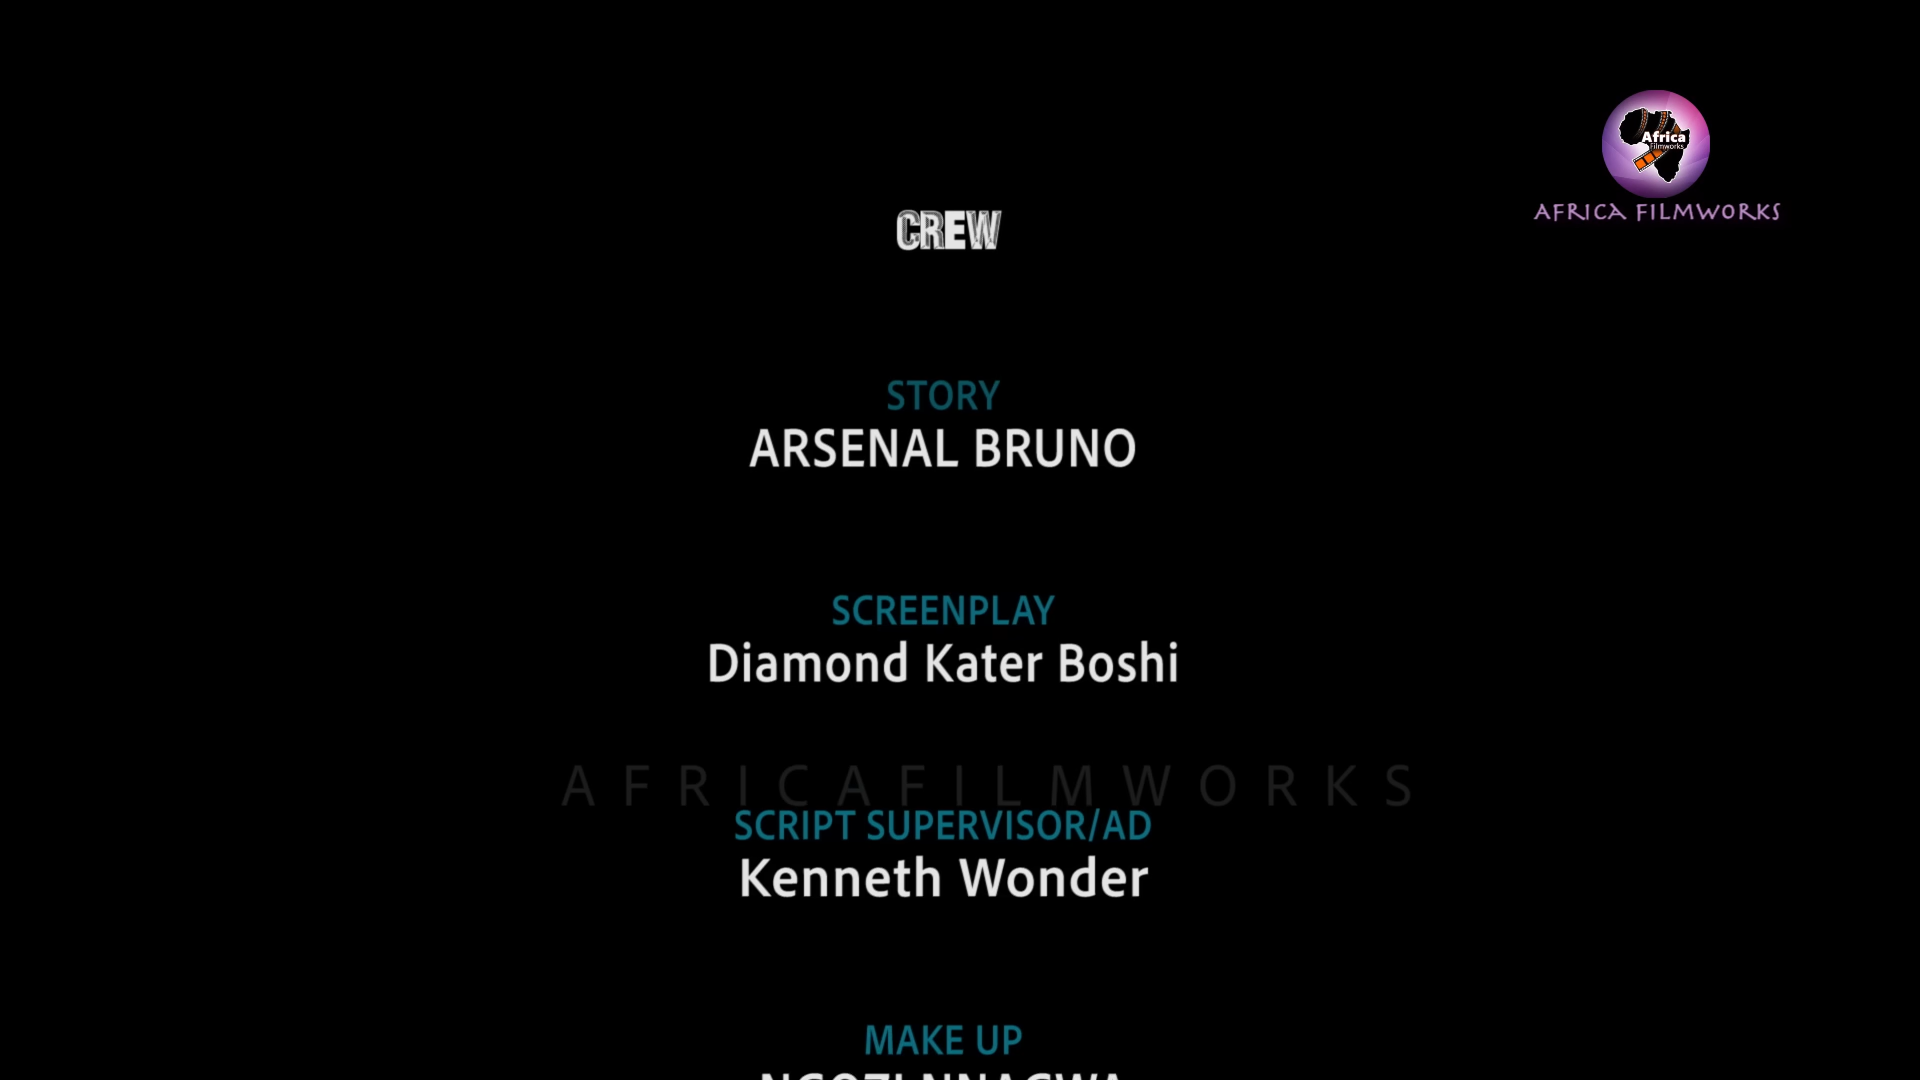 Africa
Filmworks
AFRICA FILMWORKS
CREW
STORY
ARSENAL BRUNO
SCREENPLAY
Diamond Kater Boshi
AFRICAFILMWORKS
SCRIPT SUPERVISOR/AD
Kenneth Wonder
MAKE UP